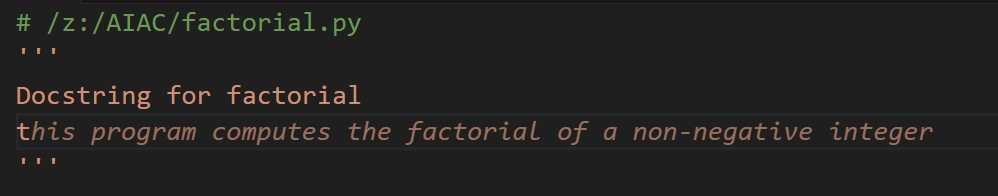 # /z:/AIAC/factorial.py
'''
Docstring for factorial
this program computes the factorial of a non-negative integer
'''